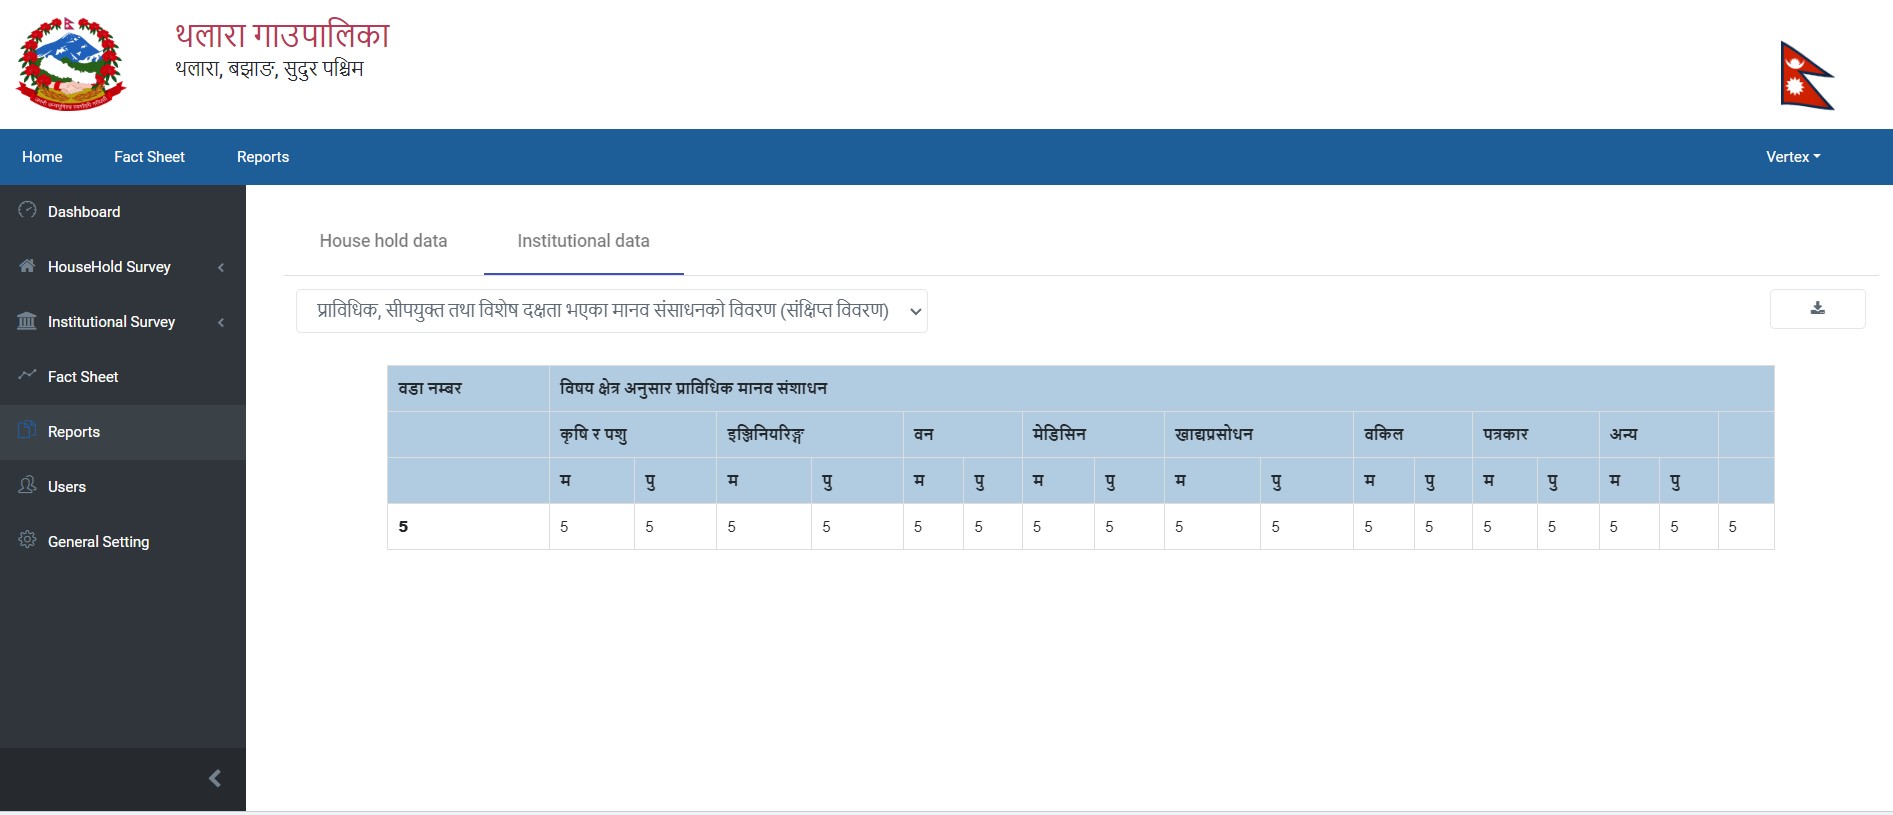 थलारा गाउपालिका
थलारा, बझाङ, सुदुर पश्चिम
Home Fact Sheet Reports Vertex
Dashboard
HouseHold Survey
Institutional Survey
Fact Sheet
Reports
Users
General Setting
House hold data Institutional data
प्राविधिक, सीपयुक्त तथा विशेष दक्षता भएका मानव संसाधनको विवरण (संक्षिप्त विवरण)
वडा नम्बर विषय क्षेत्र अनुसार प्राविधिक मानव संशाधन
कृषि र पशु इञ्जिनियरिङ्ग वन मेडिसिन खाद्यप्रसोधन वकिल पत्रकार अन्य
म पु म पु म पु म पु म पु म पु म पु म पु
5 5 5 5 5 5 5 5 5 5 5 5 5 5 5 5 5 5